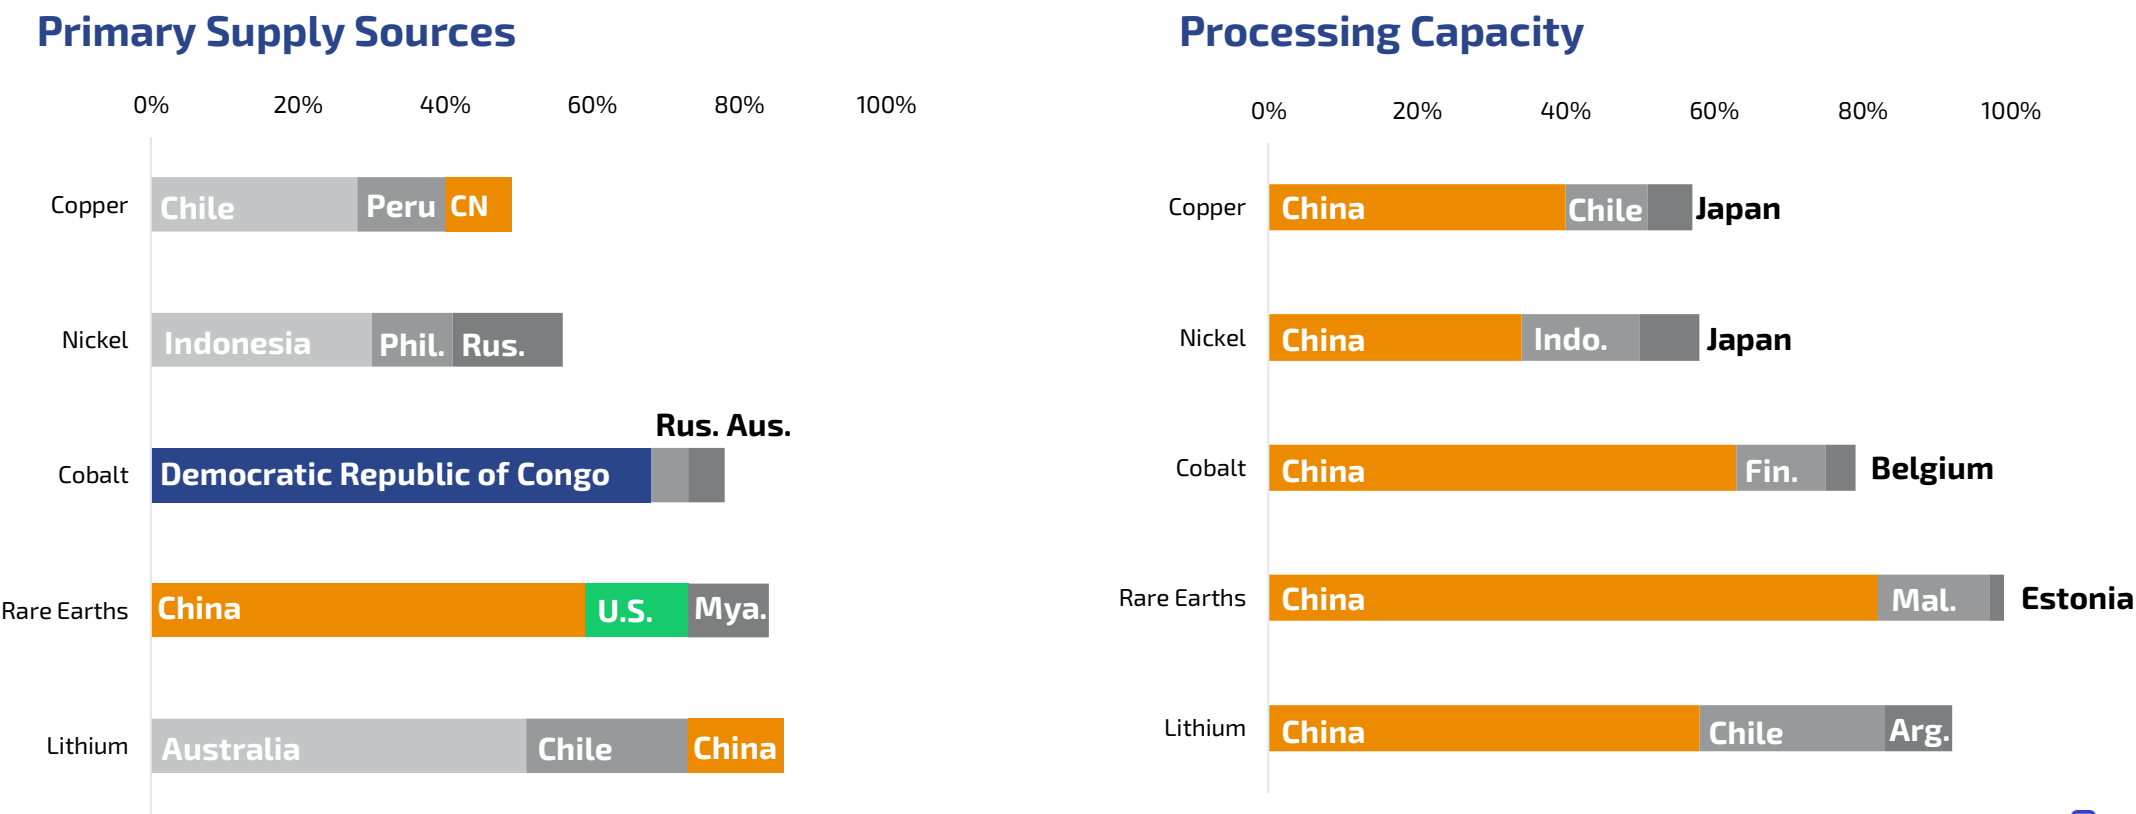 Primary Supply Sources
0% 20% 40% 60% 80% 100%
Copper Chile Peru CN
Nickel Indonesia Phil. Rus.
Rus. Aus.
Cobalt Democratic Republic of Congo
Rare Earths China U.S. Mya.
Lithium Australia Chile China
Processing Capacity
0% 20% 40% 60% 80% 100%
Copper China Chile Japan
Nickel China Indo. Japan
Cobalt China Fin. Belgium
Rare Earths China Mal. Estonia
Lithium China Chile Arg.